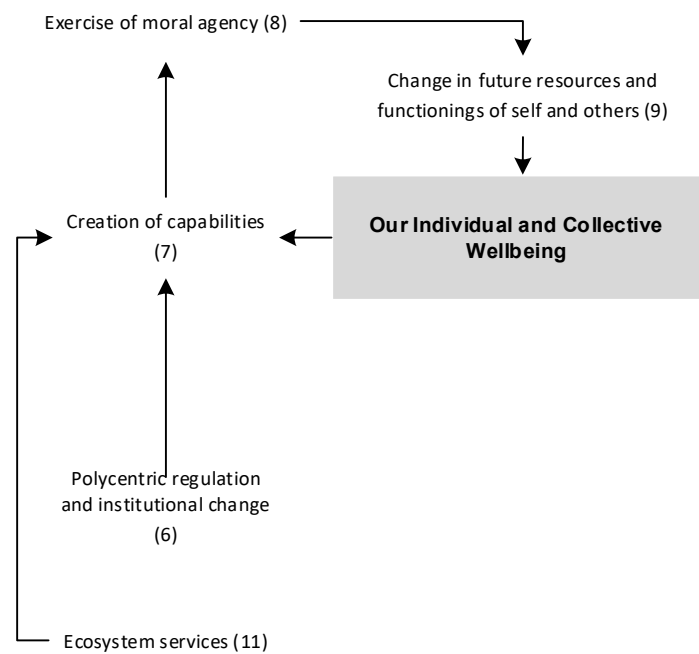 Exercise of moral agency (8)
Change in future resources and
functionings of self and others (9)
Our Individual and Collective
Wellbeing
Creation of capabilities
(7)
Polycentric regulation
and institutional change
(6)
Ecosystem services (11)